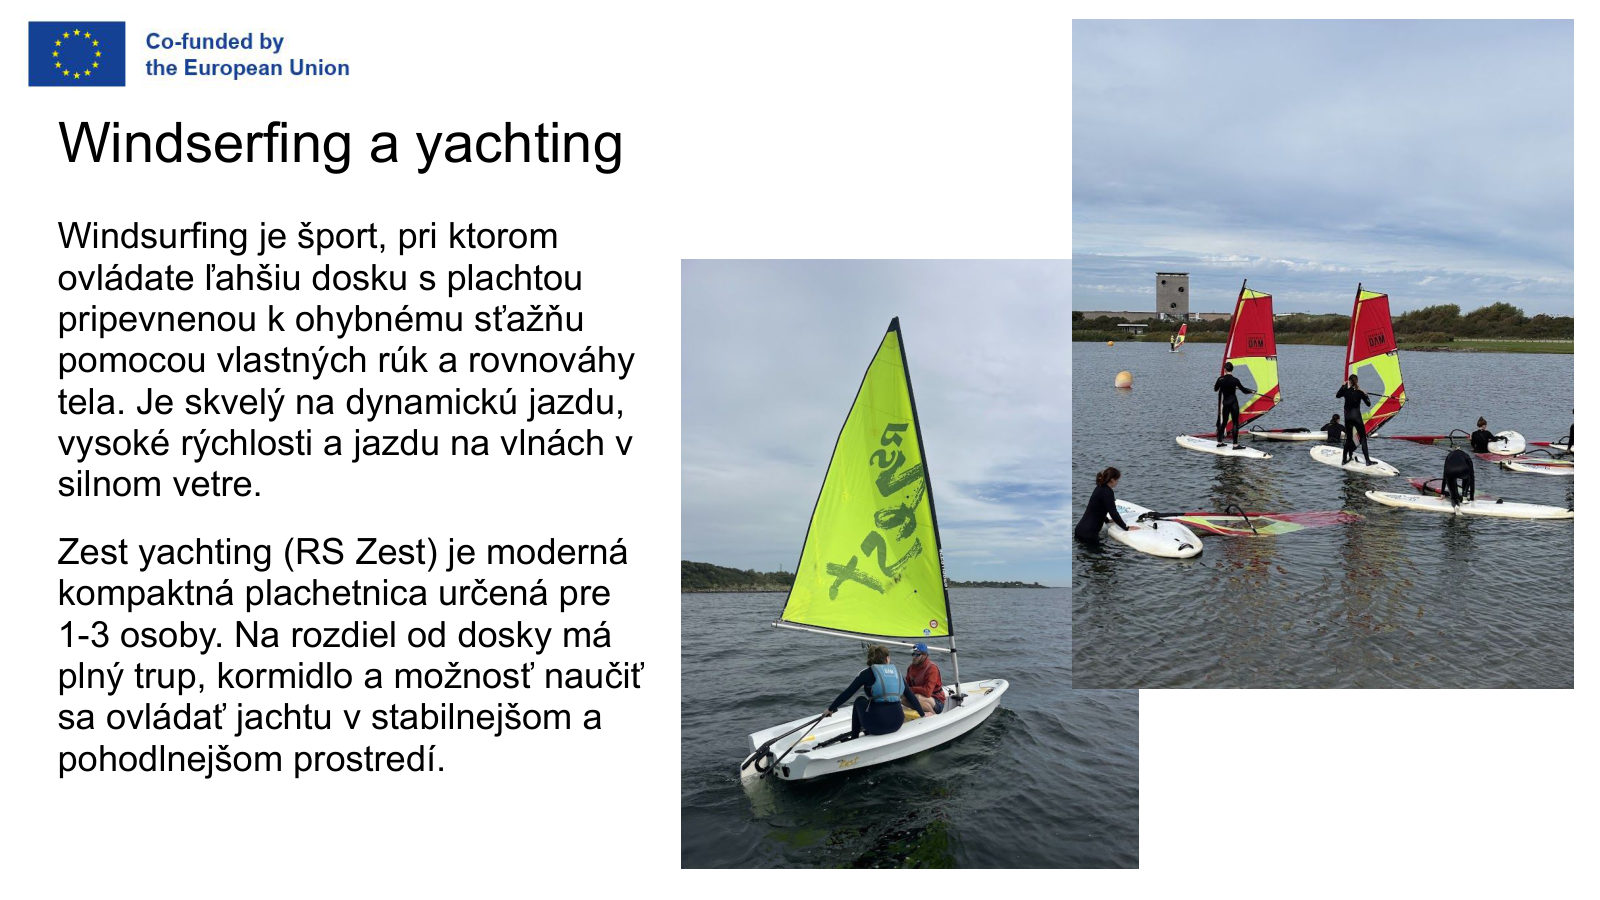 Co-funded by
the European Union
Windserfing a yachting
Windsurfing je šport, pri ktorom
ovládate ľahšiu dosku s plachtou
pripevnenou k ohybnému sťažňu
pomocou vlastných rúk a rovnováhy
tela. Je skvelý na dynamickú jazdu,
vysoké rýchlosti a jazdu na vlnách v
silnom vetre.
Zest yachting (RS Zest) je moderná
kompaktná plachetnica určená pre
1-3 osoby. Na rozdiel od dosky má
plný trup, kormidlo a možnosť naučiť
sa ovládať jachtu v stabilnejšom a
pohodlnejšom prostredí.
RS
Zest
Zest